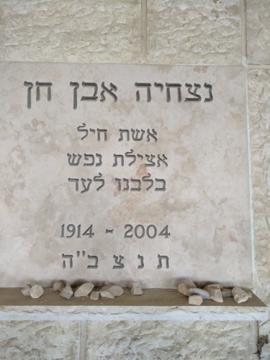 נצחיה אבן חן
אשת חיל
אצילת נפש
בלבנו לעד
1914 - 2004
ת נ צ ב"ה